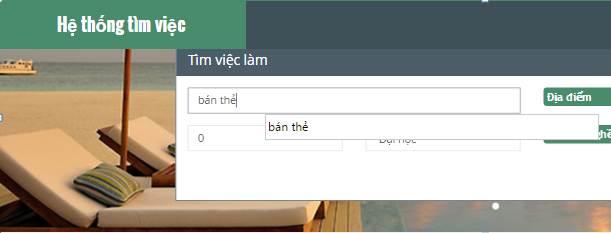 Hệ thống tìm việc
Tìm việc làm
bán thẻ
Địa điểm
bán thẻ
0
Đại học